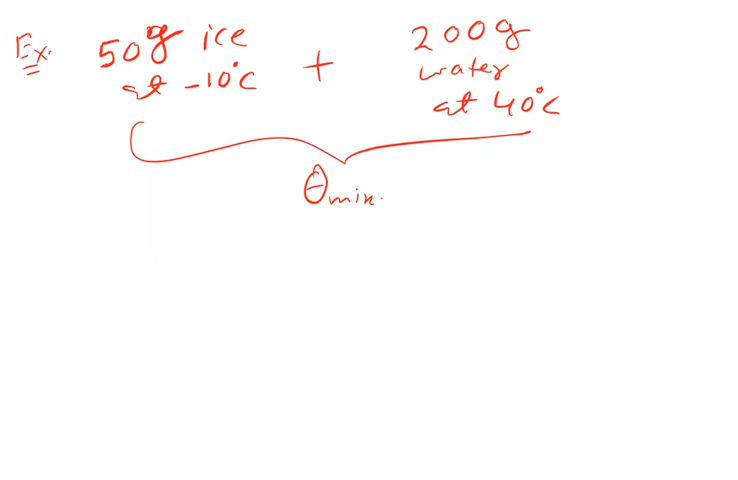 Ex.
50g ice
at -10°C
+
200g
water
at 40°C
θmix.